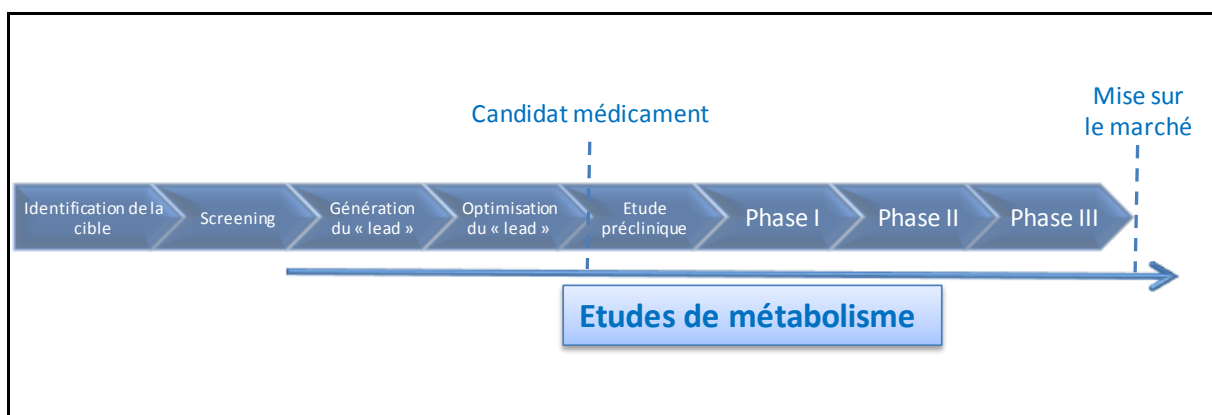 Mise sur
le marché
Candidat médicament
Identification de la
cible
Screening
Génération
du « lead »
Optimisation
du « lead »
Etude
préclinique
Phase I
Phase II
Phase III
Etudes de métabolisme